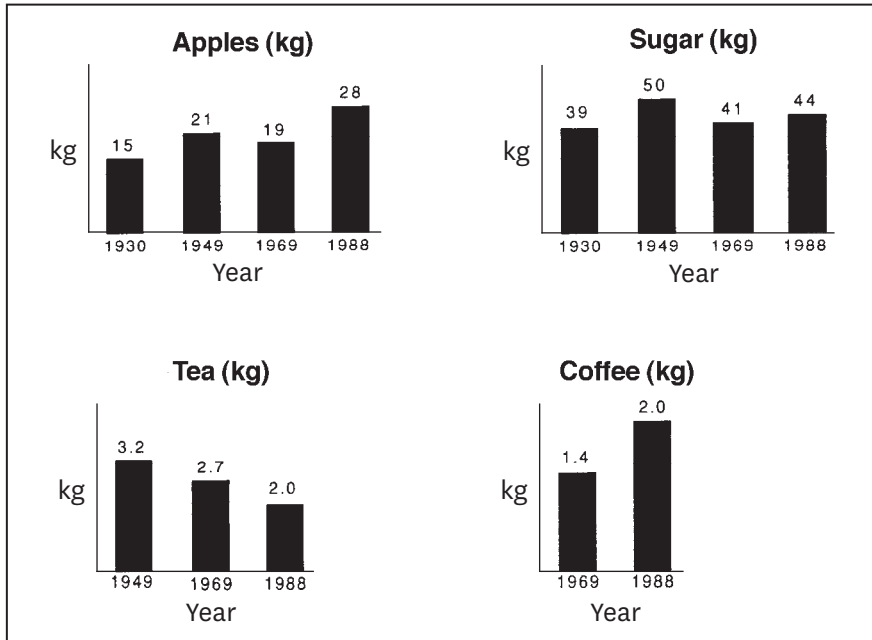 Apples (kg)
28
21
19
15
kg
1930 1949 1969 1988
Year
Sugar (kg)
50
44
41
39
kg
1930 1949 1969 1988
Year
Tea (kg)
3.2
2.7
2.0
kg
1949 1969 1988
Year
Coffee (kg)
2.0
1.4
kg
1969 1988
Year